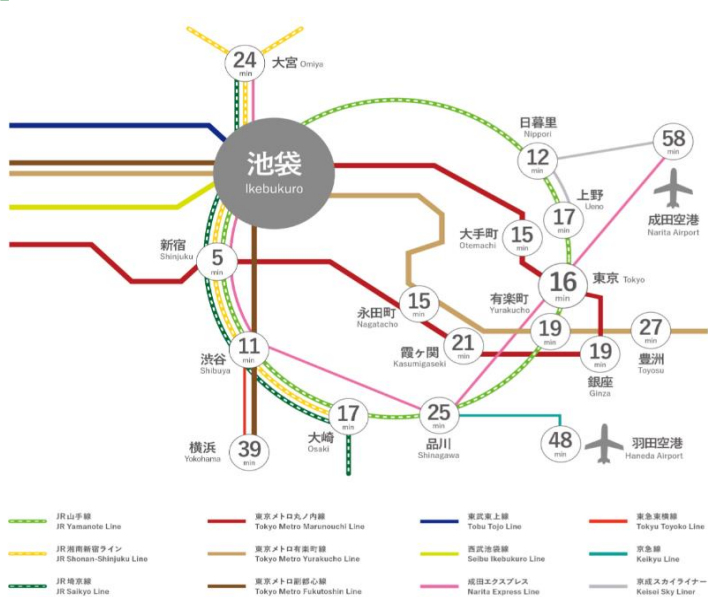 24
min
大宮 Omiya
池袋
Ikebukuro
日暮里
Nippori
12
min
58
min
成田空港
Narita Airport
上野
Ueno
17
min
大手町
Otemachi
15
min
新宿
Shinjuku
5
min
16
min
東京 Tokyo
有楽町
Yurakucho
19
min
永田町
Nagatacho
15
min
霞ヶ関
Kasumigaseki
21
min
27
min
豊洲
Toyosu
19
min
銀座
Ginza
渋谷
Shibuya
11
min
横浜
Yokohama
39
min
大崎
Osaki
17
min
25
min
品川
Shinagawa
48
min
羽田空港
Haneda Airport
JR山手線
JR Yamanote Line
JR湘南新宿ライン
JR Shonan-Shinjuku Line
JR埼京線
JR Saikyo Line
東京メトロ丸ノ内線
Tokyo Metro Marunouchi Line
東京メトロ有楽町線
Tokyo Metro Yurakucho Line
東京メトロ副都心線
Tokyo Metro Fukutoshin Line
東武東上線
Tobu Tojo Line
西武池袋線
Seibu Ikebukuro Line
成田エクスプレス
Narita Express Line
東急東横線
Tokyu Toyoko Line
京急線
Keikyu Line
京成スカイライナー
Keisei Sky Liner